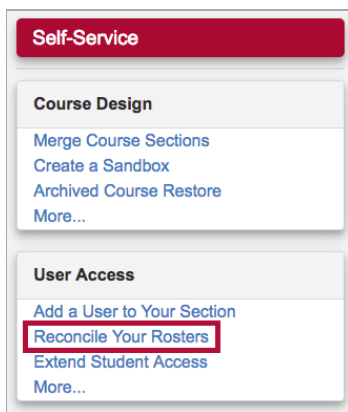 Self-Service
Course Design
Merge Course Sections
Create a Sandbox
Archived Course Restore
More...
User Access
Add a User to Your Section
Reconcile Your Rosters
Extend Student Access
More...